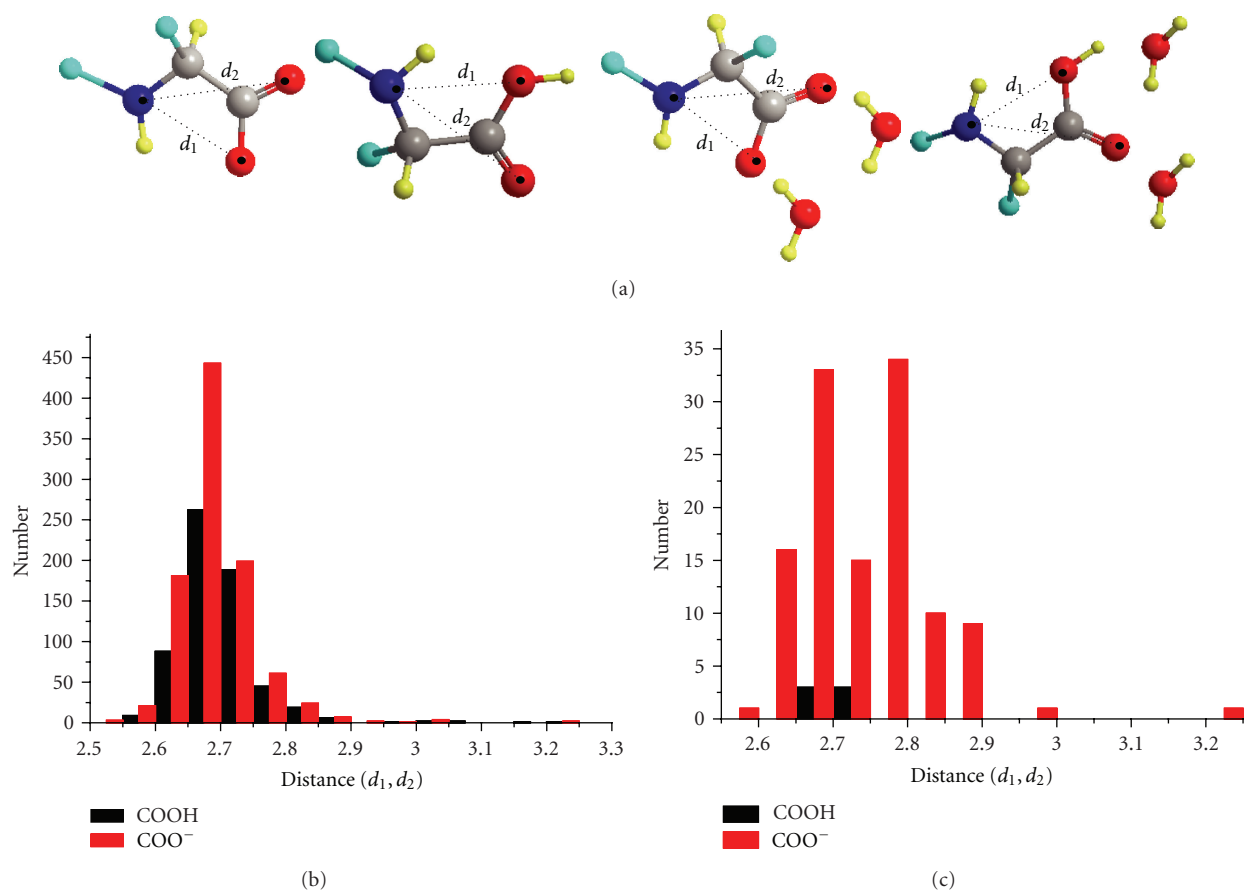 d2
d1
d1
d2
d2
d1
d1
d2
(a)
450
400
350
300
250
200
150
100
50
0
Number
2.5 2.6 2.7 2.8 2.9 3 3.1 3.2 3.3
Distance (d1, d2)
COOH
COO−
(b)
35
30
25
20
15
10
5
0
Number
2.6 2.7 2.8 2.9 3 3.1 3.2
Distance (d1, d2)
COOH
COO−
(c)